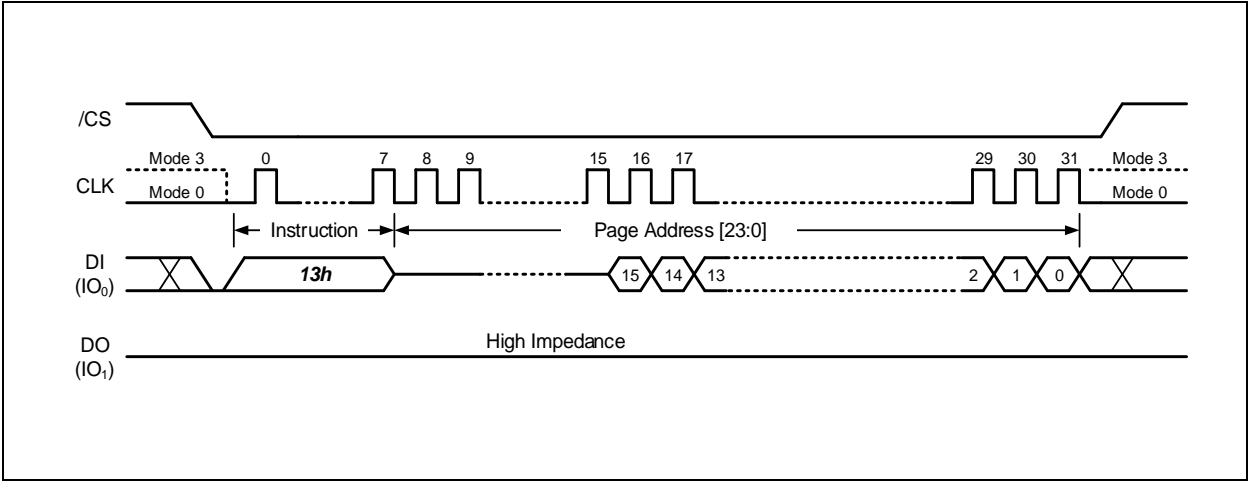 /CS
Mode 3 0 7 8 9 15 16 17 29 30 31 Mode 3
CLK
Mode 0 Mode 0
Instruction Page Address [23:0]
DI
(IO₀)
13h 15 14 13 2 1 0
High Impedance
DO
(IO₁)